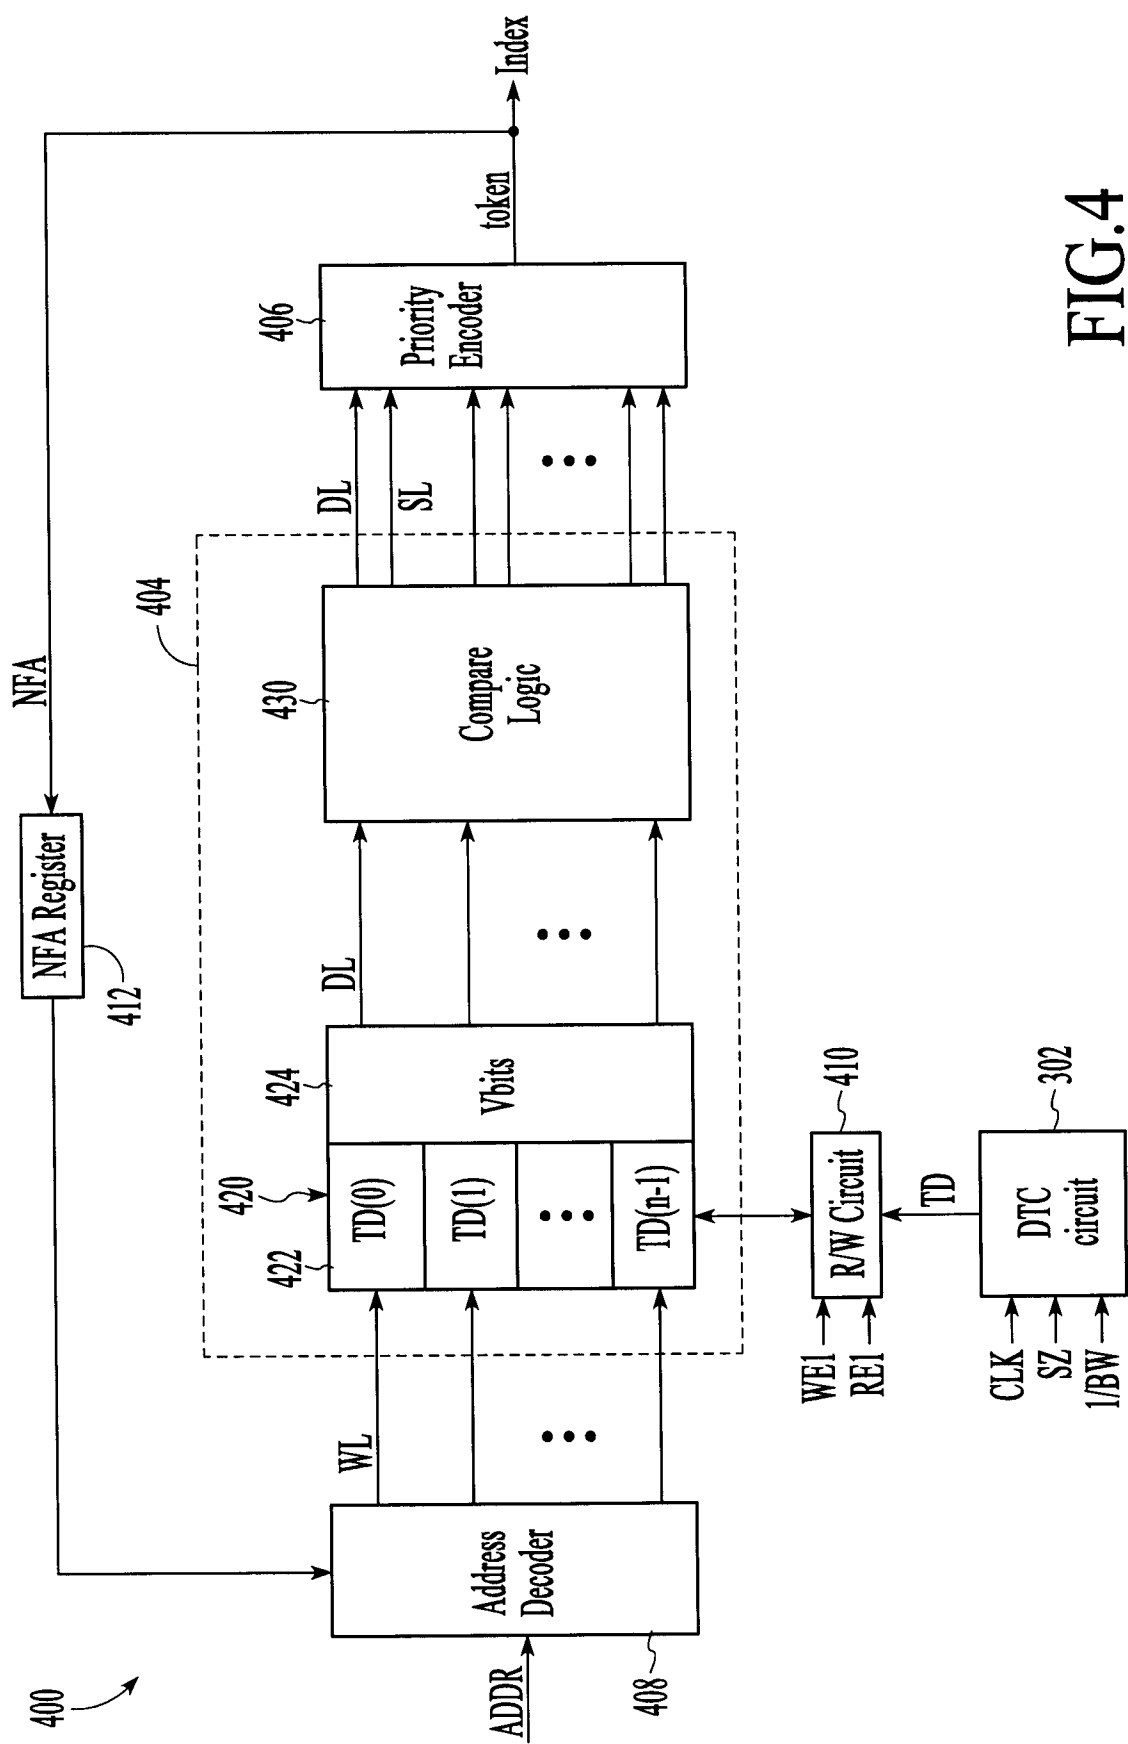 400
NFA Register
412
NFA
404
ADDR
Address
Decoder
408
WL
420
422
TD(0)
TD(1)
TD(n-1)
424
Vbits
DL
430
Compare
Logic
DL
SL
406
Priority
Encoder
token
Index
WE1
RE1
R/W Circuit
410
TD
CLK
SZ
1/BW
DTC
circuit
302
FIG.4